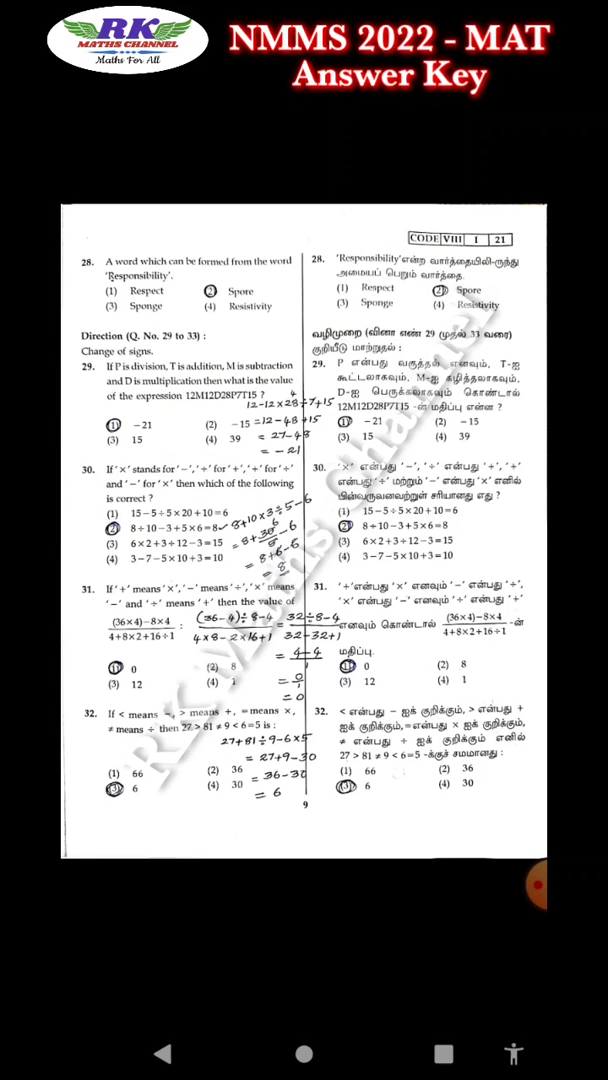 RK
MATHS CHANNEL
Maths For All
NMMS 2022 - MAT
Answer Key
CODE VIII 1 21
28. A word which can be formed from the word
'Responsibility'.
(1) Respect (2) Spore
(3) Sponge (4) Resistivity
Direction (Q. No. 29 to 33) :
Change of signs.
29. If P is division, T is addition, M is subtraction
and D is multiplication then what is the value
of the expression 12M12D28P7T15 ?
12-12×28÷7+15
4
(1) −21 (2) −15 =12-48+15
(3) 15 (4) 39 = 27-48
= -21
30. If '×' stands for '−', '÷' for '+', '+' for '÷'
and '−' for '×' then which of the following
is correct ?
(1) 15−5÷5×20+10=6
(2) 8÷10−3+5×6=8 8+10×3÷5-6
(3) 6×2+3÷12−3=15 =8+30/5-6
(4) 3−7−5×10+3=10 =8+6-6
= 8
31. If '+' means '×', '−' means '÷', '×' means
'−' and '÷' means '+' then the value of
(36×4)−8×4 / 4+8×2+16÷1 : (36-4)÷8-4 / 4×8-2×16+1 = 32÷8-4 / 32-32+1
= 4-4 / 1
(1) 0 (2) 8
(3) 12 (4) 1 = 0/1
= 0
32. If < means −, > means +, = means ×,
≠ means ÷ then 27 > 81 ≠ 9 < 6=5 is :
27+81÷9-6×5
= 27+9-30
(1) 66 (2) 36 = 36-30
(3) 6 (4) 30 = 6
28. 'Responsibility' என்ற வார்த்தையிலி-ருந்து
அமையப் பெறும் வார்த்தை
(1) Respect (2) Spore
(3) Sponge (4) Resistivity
வழிமுறை (வினா எண் 29 முதல் 33 வரை)
குறியீடு மாற்றுதல் :
29. P என்பது வகுத்தல் எனவும், T-ஐ
கூட்டலாகவும், M-ஐ கழித்தலாகவும்,
D-ஐ பெருக்கலாகவும் கொண்டால்
12M12D28P7T15 -ன் மதிப்பு என்ன ?
(1) −21 (2) −15
(3) 15 (4) 39
30. '×' என்பது '−', '÷' என்பது '+', '+'
என்பது '÷' மற்றும் '−' என்பது '×' எனில்
பின்வருவனவற்றுள் சரியானது எது ?
(1) 15−5÷5×20+10=6
(2) 8÷10−3+5×6=8
(3) 6×2+3÷12−3=15
(4) 3−7−5×10+3=10
31. '+'என்பது '×' எனவும் '−' என்பது '÷',
'×' என்பது '−' எனவும் '÷' என்பது '+'
எனவும் கொண்டால் (36×4)−8×4 / 4+8×2+16÷1 -ன்
மதிப்பு.
(1) 0 (2) 8
(3) 12 (4) 1
32. < என்பது − ஐக் குறிக்கும், > என்பது +
ஐக் குறிக்கும், = என்பது × ஐக் குறிக்கும்,
≠ என்பது ÷ ஐக் குறிக்கும் எனில்
27 > 81 ≠ 9 < 6=5 -க்குச் சமமானது :
(1) 66 (2) 36
(3) 6 (4) 30
9
RK Maths Channel